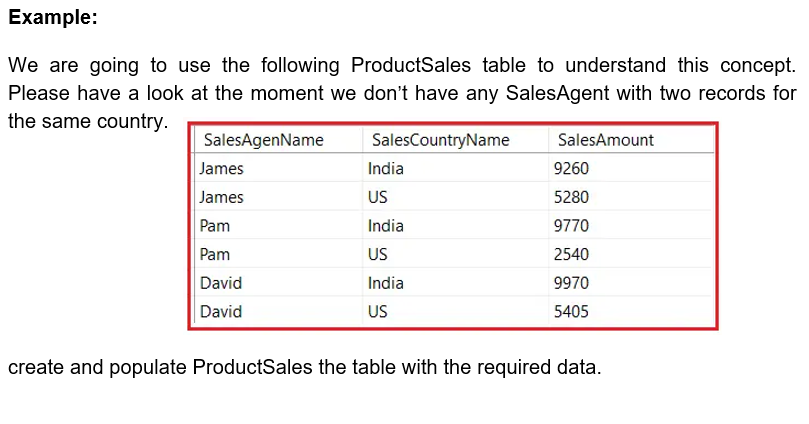 Example:
We are going to use the following ProductSales table to understand this concept.
Please have a look at the moment we don’t have any SalesAgent with two records for
the same country.
SalesAgenName SalesCountryName SalesAmount
James India 9260
James US 5280
Pam India 9770
Pam US 2540
David India 9970
David US 5405
create and populate ProductSales the table with the required data.